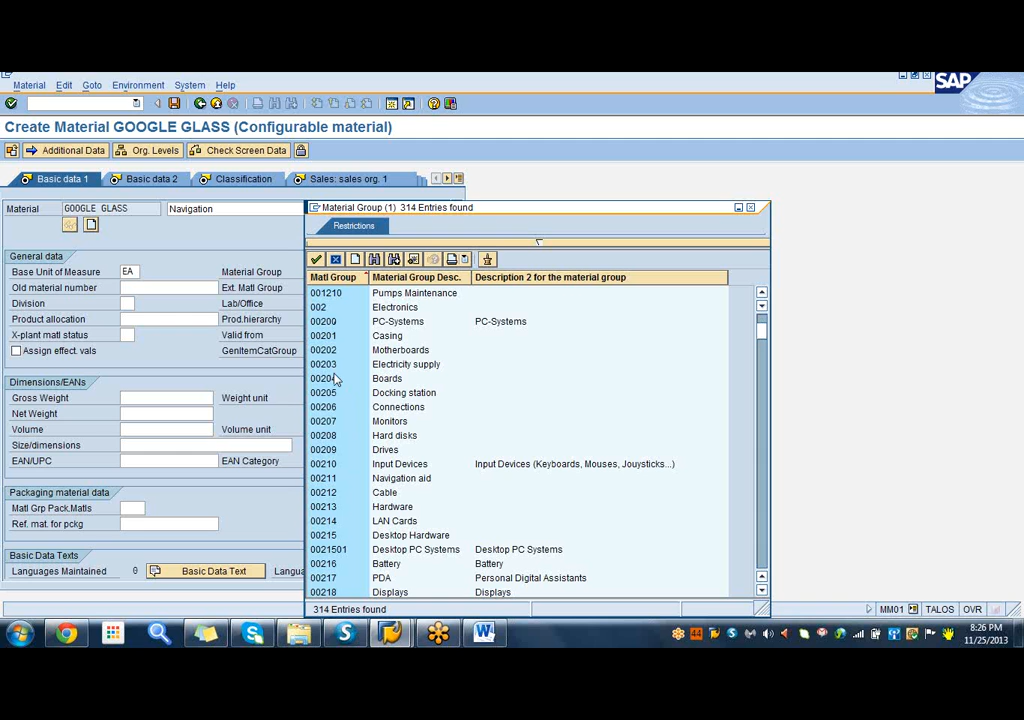 Material Edit Goto Environment System Help
SAP
Create Material GOOGLE GLASS (Configurable material)
Additional Data Org. Levels Check Screen Data
Basic data 1 Basic data 2 Classification Sales: sales org. 1
Material GOOGLE GLASS Navigation
General data
Base Unit of Measure EA Material Group
Old material number Ext. Matl Group
Division Lab/Office
Product allocation Prod.hierarchy
X-plant matl status Valid from
Assign effect. vals GenItemCatGroup
Dimensions/EANs
Gross Weight Weight unit
Net Weight
Volume Volume unit
Size/dimensions
EAN/UPC EAN Category
Packaging material data
Matl Grp Pack.Matls
Ref. mat. for pckg
Basic Data Texts
Languages Maintained 0 Basic Data Text Langua
Material Group (1) 314 Entries found
Restrictions
Matl Group Material Group Desc. Description 2 for the material group
001210 Pumps Maintenance
002 Electronics
00200 PC-Systems PC-Systems
00201 Casing
00202 Motherboards
00203 Electricity supply
00204 Boards
00205 Docking station
00206 Connections
00207 Monitors
00208 Hard disks
00209 Drives
00210 Input Devices Input Devices (Keyboards, Mouses, Jouysticks...)
00211 Navigation aid
00212 Cable
00213 Hardware
00214 LAN Cards
00215 Desktop Hardware
0021501 Desktop PC Systems Desktop PC Systems
00216 Battery Battery
00217 PDA Personal Digital Assistants
00218 Displays Displays
314 Entries found
MM01 TALOS OVR
44
8:26 PM
11/25/2013